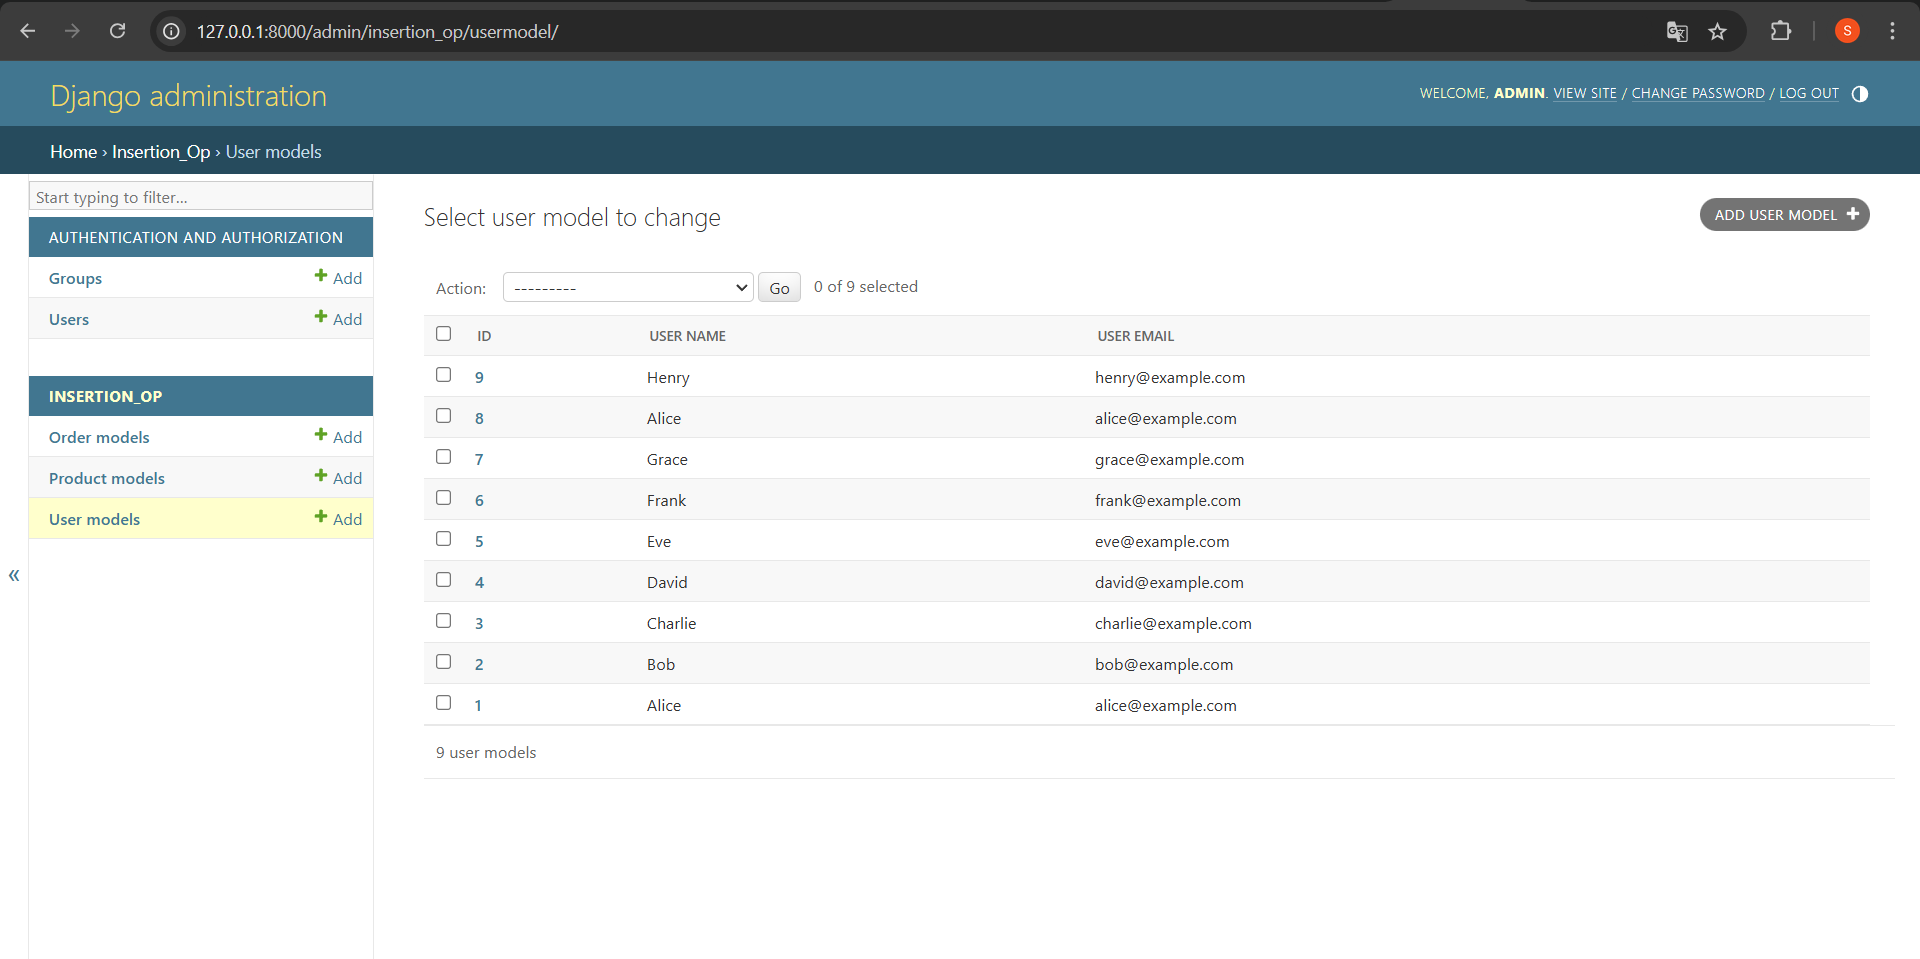 127.0.0.1:8000/admin/insertion_op/usermodel/
S
Django administration
WELCOME, ADMIN. VIEW SITE / CHANGE PASSWORD / LOG OUT
Home › Insertion_Op › User models
Start typing to filter...
AUTHENTICATION AND AUTHORIZATION
Groups + Add
Users + Add
INSERTION_OP
Order models + Add
Product models + Add
User models + Add
«
Select user model to change
ADD USER MODEL +
Action: --------- Go 0 of 9 selected
ID USER NAME USER EMAIL
9 Henry henry@example.com
8 Alice alice@example.com
7 Grace grace@example.com
6 Frank frank@example.com
5 Eve eve@example.com
4 David david@example.com
3 Charlie charlie@example.com
2 Bob bob@example.com
1 Alice alice@example.com
9 user models